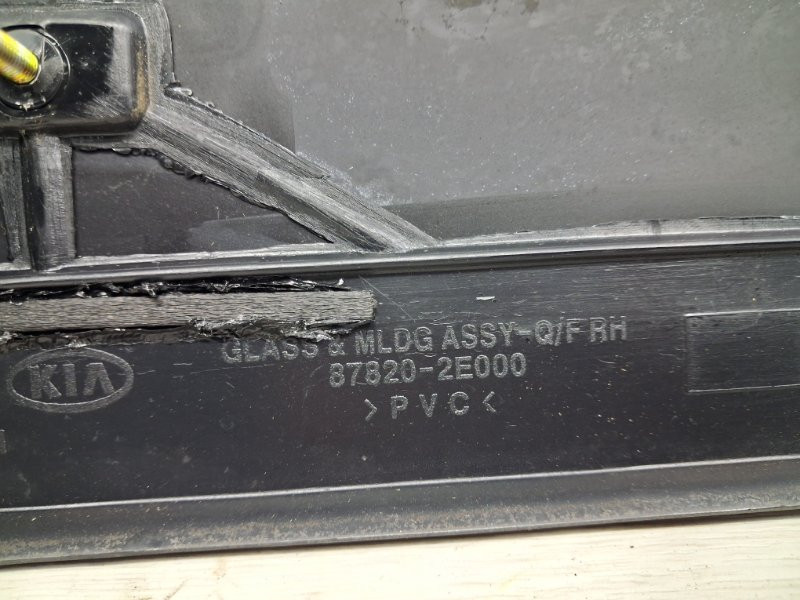 GLASS & MLDG ASSY-Q/F RH
KIA
87820-2E000
>PVC<